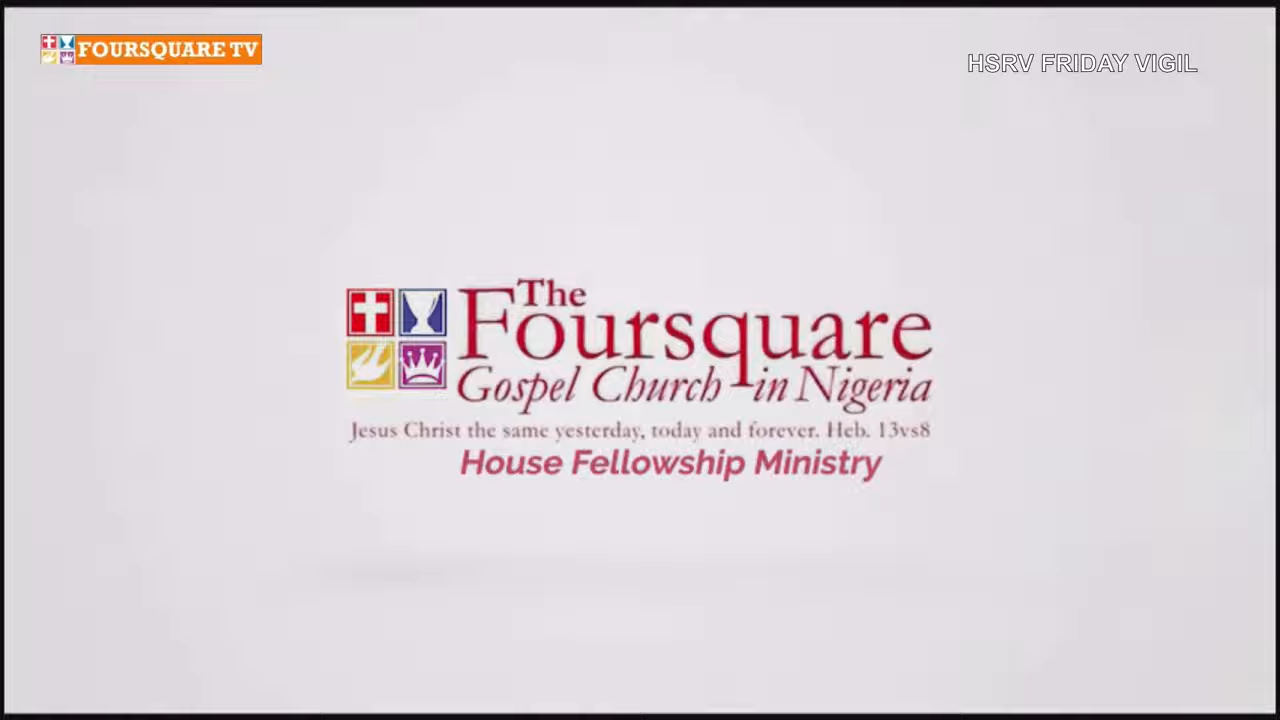 FOURSQUARE TV
HSRV FRIDAY VIGIL
The
Foursquare
Gospel Church in Nigeria
Jesus Christ the same yesterday, today and forever. Heb. 13vs8
House Fellowship Ministry